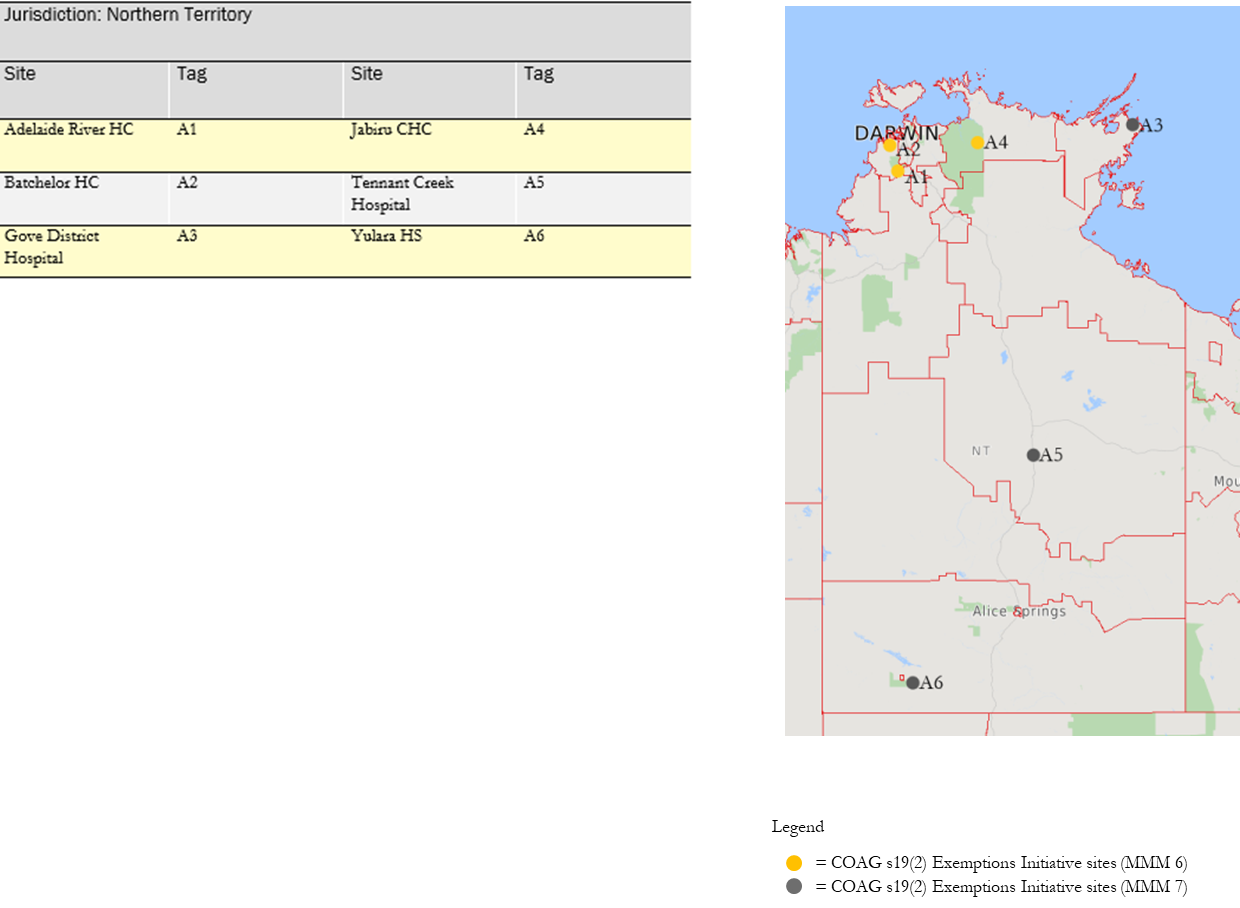 Jurisdiction: Northern Territory
Site Tag Site Tag
Adelaide River HC A1 Jabiru CHC A4
Batchelor HC A2 Tennant Creek A5
Hospital
Gove District A3 Yulara HS A6
Hospital
DARWIN
A3
A2
A4
A1
NT
A5
Mou
Alice Springs
A6
Legend
= COAG s19(2) Exemptions Initiative sites (MMM 6)
= COAG s19(2) Exemptions Initiative sites (MMM 7)